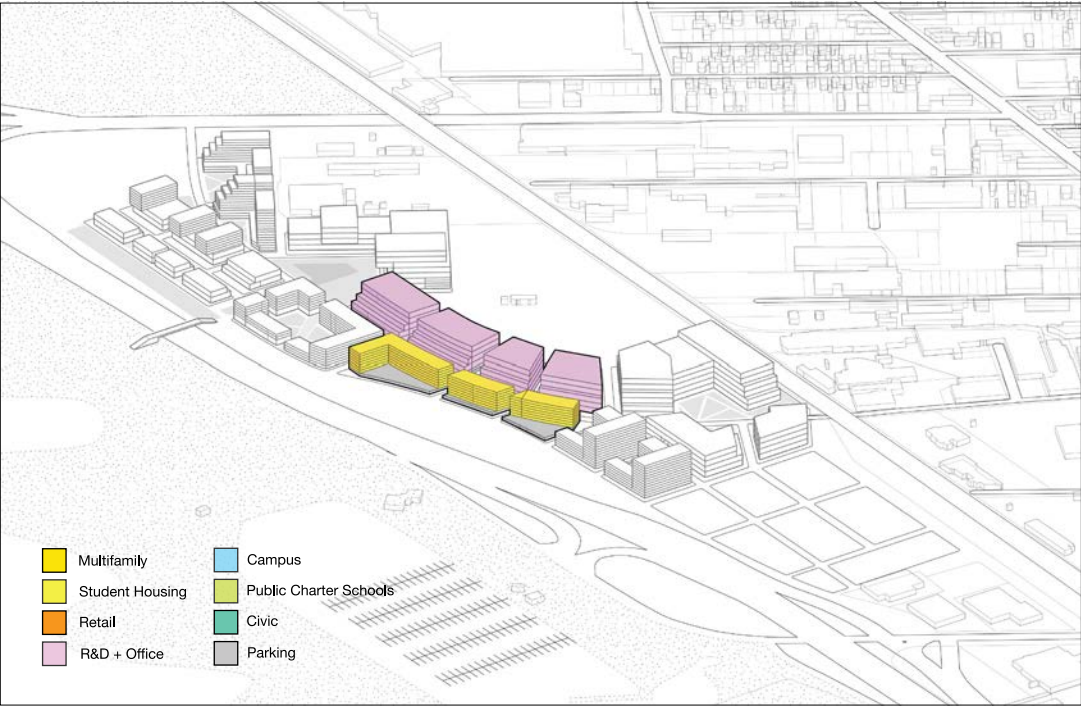 Multifamily
Student Housing
Retail
R&D + Office
Campus
Public Charter Schools
Civic
Parking